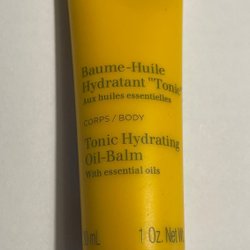 Baume-Huile
Hydratant "Tonic"
Aux huiles essentielles
CORPS / BODY
Tonic Hydrating
Oil-Balm
With essential oils
mL 1 Oz. Net